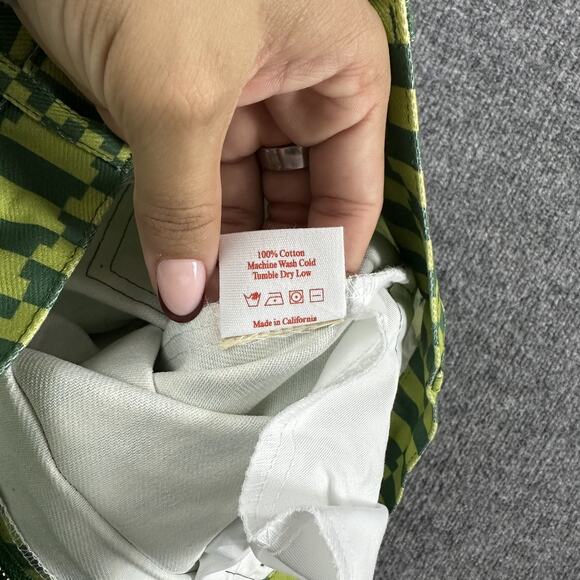 100% Cotton
Machine Wash Cold
Tumble Dry Low
Made in California